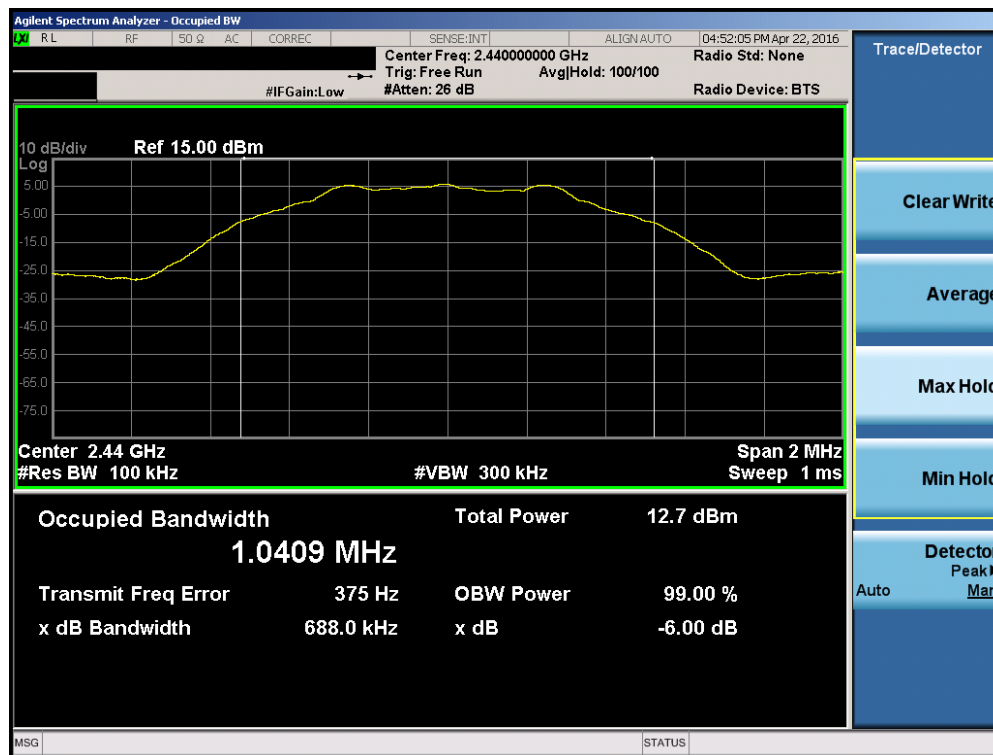 Agilent Spectrum Analyzer - Occupied BW
LXI RL RF 50 Ω AC CORREC SENSE:INT ALIGN AUTO 04:52:05 PM Apr 22, 2016
Center Freq: 2.440000000 GHz Radio Std: None
Trig: Free Run Avg|Hold: 100/100
#IFGain:Low #Atten: 26 dB Radio Device: BTS
10 dB/div Ref 15.00 dBm
Log
5.00
-5.00
-15.0
-25.0
-35.0
-45.0
-55.0
-65.0
-75.0
Center 2.44 GHz Span 2 MHz
#Res BW 100 kHz #VBW 300 kHz Sweep 1 ms
Occupied Bandwidth Total Power 12.7 dBm
1.0409 MHz
Transmit Freq Error 375 Hz OBW Power 99.00 %
x dB Bandwidth 688.0 kHz x dB -6.00 dB
MSG STATUS
Trace/Detector
Clear Write
Average
Max Hold
Min Hold
Detector
Peak
Auto Man